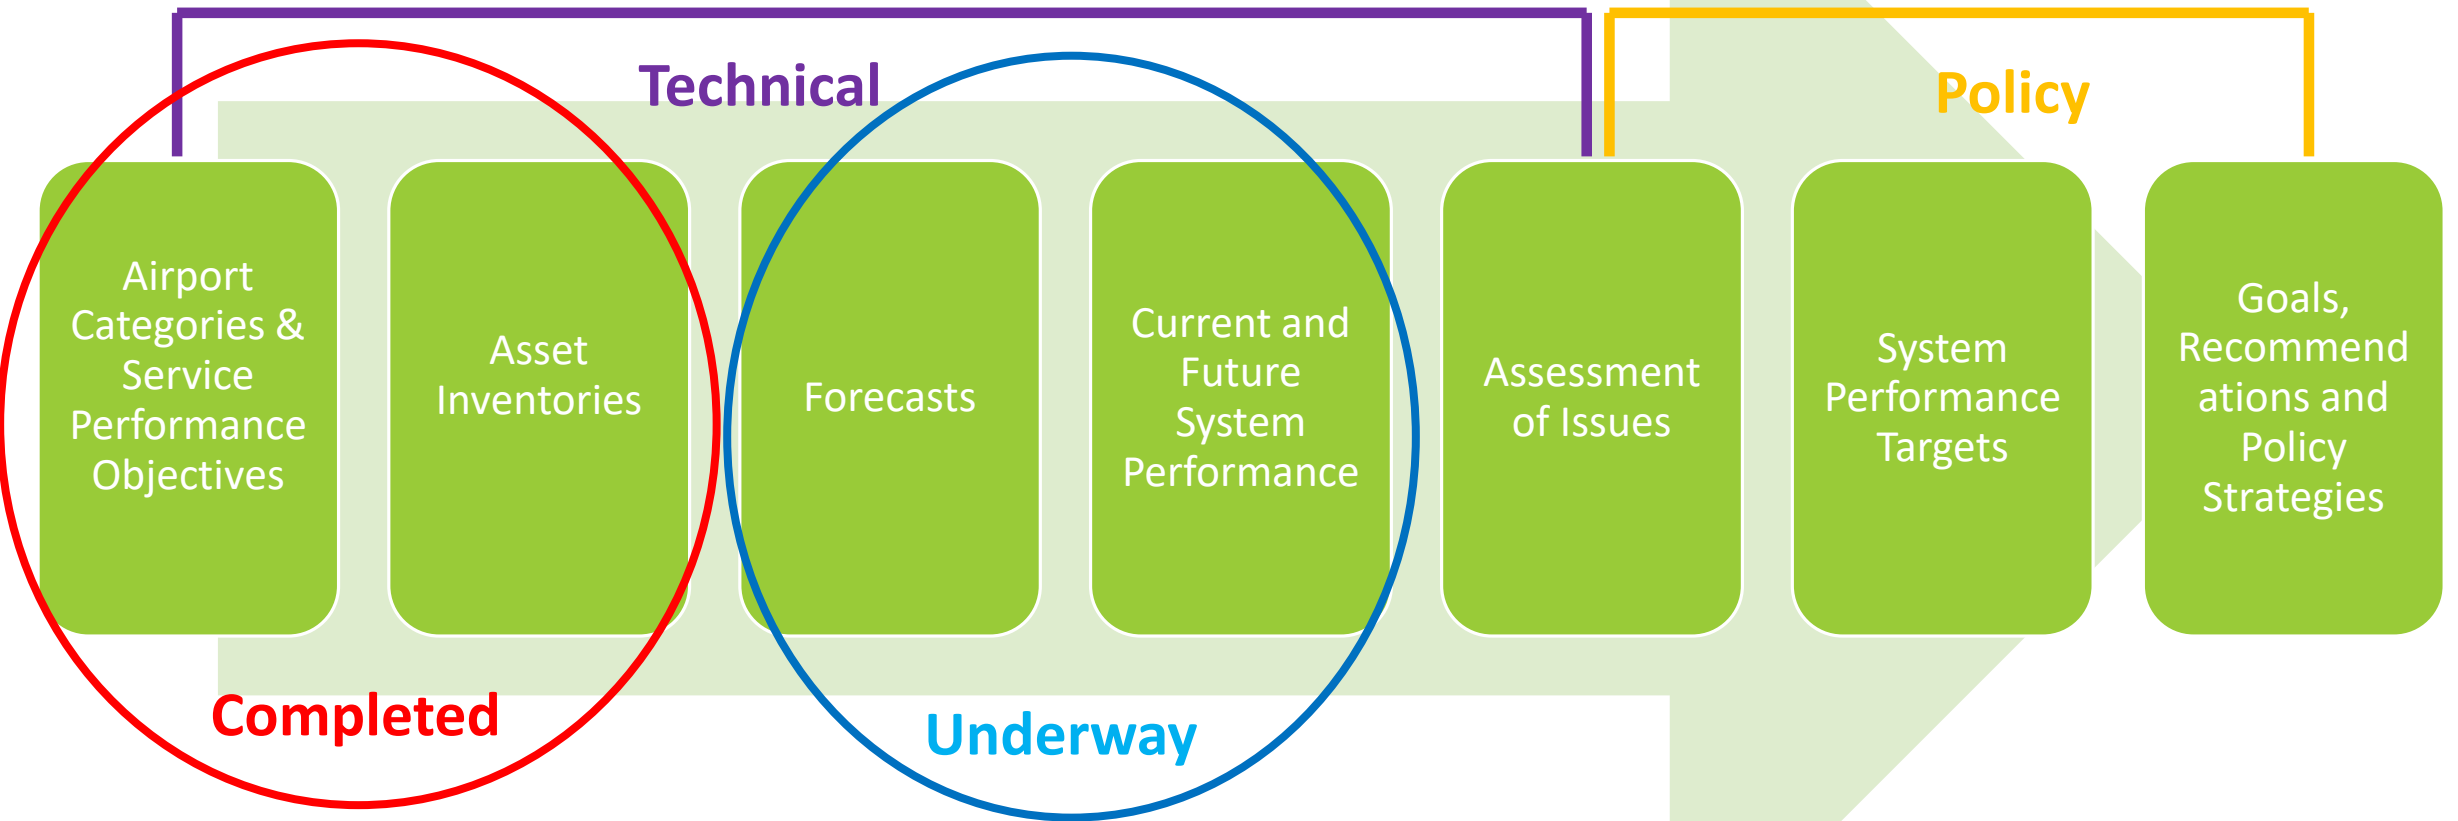 Technical
Policy
Airport
Categories &
Service
Performance
Objectives
Asset
Inventories
Forecasts
Current and
Future
System
Performance
Assessment
of Issues
System
Performance
Targets
Goals,
Recommend
ations and
Policy
Strategies
Completed
Underway